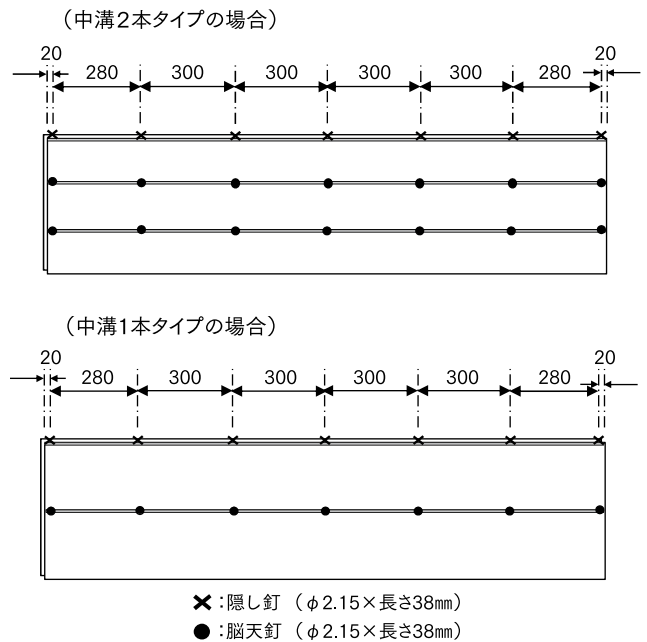 （中溝2本タイプの場合）
20 280 300 300 300 300 280 20
（中溝1本タイプの場合）
20 280 300 300 300 300 280 20
×：隠し釘 （φ2.15×長さ38㎜）
●：脳天釘 （φ2.15×長さ38㎜）